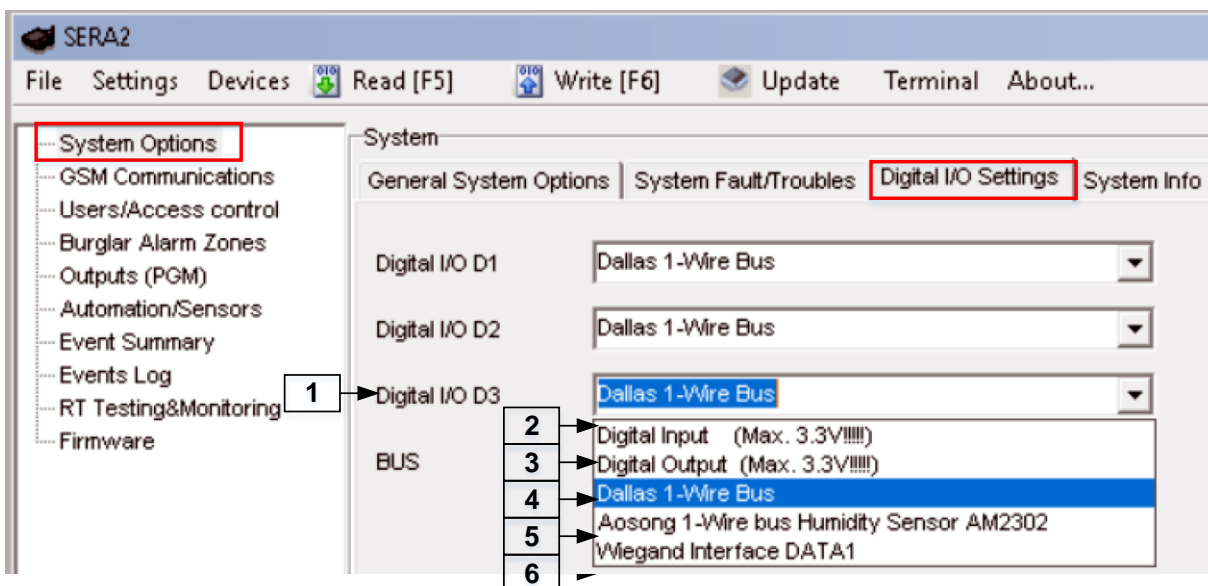 SERA2
File Settings Devices Read [F5] Write [F6] Update Terminal About...
System Options
GSM Communications
Users/Access control
Burglar Alarm Zones
Outputs (PGM)
Automation/Sensors
Event Summary
Events Log
RT Testing&Monitoring
Firmware
System
General System Options System Fault/Troubles Digital I/O Settings System Info
Digital I/O D1 Dallas 1-Wire Bus
Digital I/O D2 Dallas 1-Wire Bus
1 Digital I/O D3 Dallas 1-Wire Bus
BUS
2 Digital Input (Max. 3.3V!!!!!)
3 Digital Output (Max. 3.3V!!!!!)
4 Dallas 1-Wire Bus
5 Aosong 1-Wire bus Humidity Sensor AM2302
Wiegand Interface DATA1
6